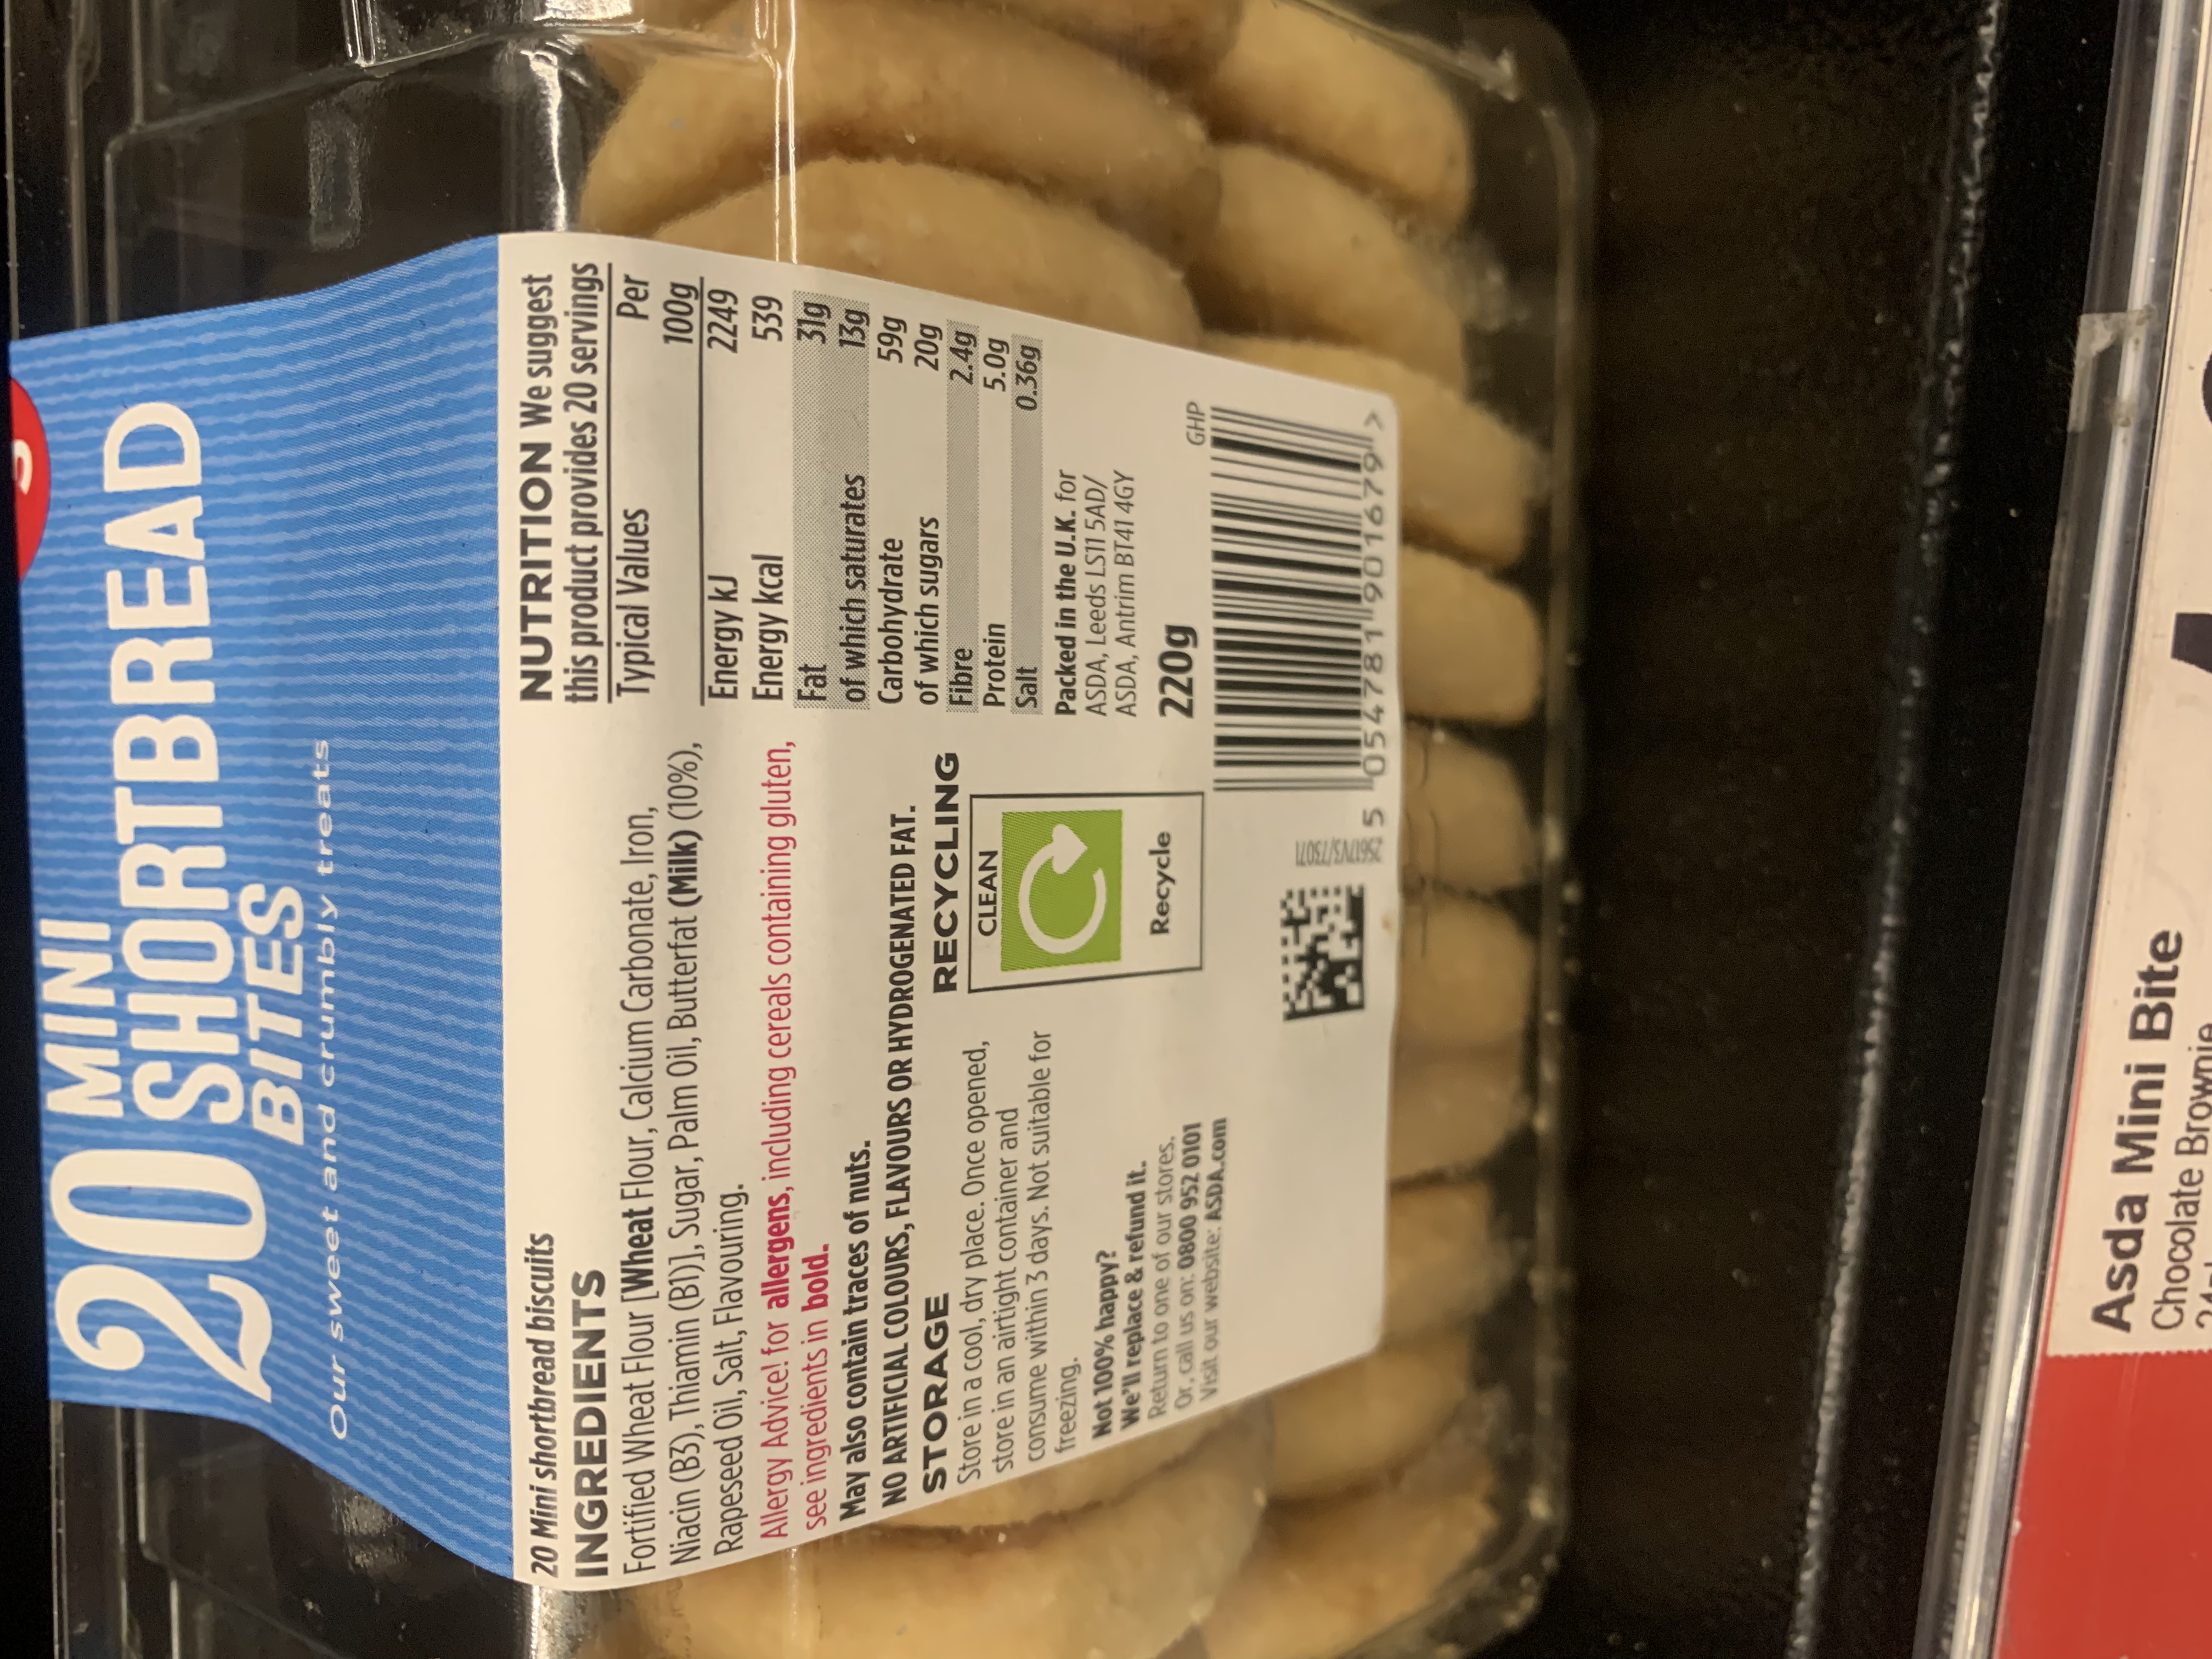 20 MINI
SHORTBREAD
BITES
Our sweet and crumbly treats
20 Mini shortbread biscuits
INGREDIENTS
Fortified Wheat Flour [Wheat Flour, Calcium Carbonate, Iron,
Niacin (B3), Thiamin (B1)], Sugar, Palm Oil, Butterfat (Milk) (10%),
Rapeseed Oil, Salt, Flavouring.
Allergy Advice! for allergens, including cereals containing gluten,
see ingredients in bold.
May also contain traces of nuts.
NO ARTIFICIAL COLOURS, FLAVOURS OR HYDROGENATED FAT.
STORAGE
Store in a cool, dry place. Once opened,
store in an airtight container and
consume within 3 days. Not suitable for
freezing.
Not 100% happy?
We'll replace & refund it.
Return to one of our stores.
Or, call us on: 0800 952 0101
Visit our website: ASDA.com
RECYCLING
CLEAN
Recycle
NUTRITION We suggest
this product provides 20 servings
Typical Values Per
100g
Energy kJ 2249
Energy kcal 539
Fat 31g
of which saturates 13g
Carbohydrate 59g
of which sugars 20g
Fibre 2.4g
Protein 5.0g
Salt 0.36g
Packed in the U.K. for
ASDA, Leeds LS11 5AD/
ASDA, Antrim BT41 4GY
220g
GHP
25617V3/73071
5 054781 901679 >
Asda Mini Bite
Chocolate Brownie